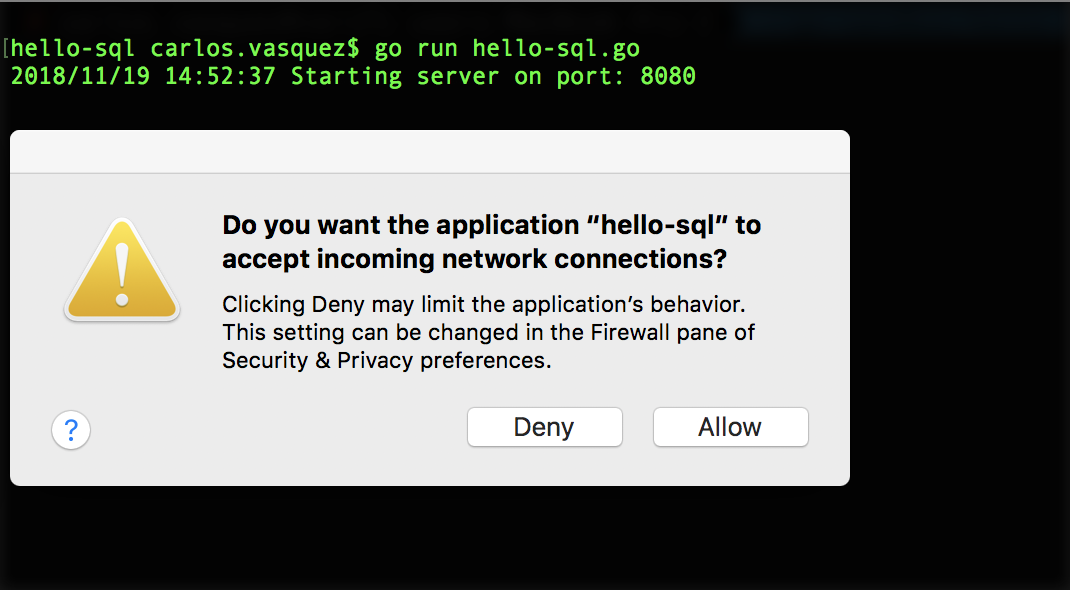 [hello-sql carlos.vasquez$ go run hello-sql.go
2018/11/19 14:52:37 Starting server on port: 8080
Do you want the application “hello-sql” to
accept incoming network connections?
Clicking Deny may limit the application’s behavior.
This setting can be changed in the Firewall pane of
Security & Privacy preferences.
?
Deny
Allow